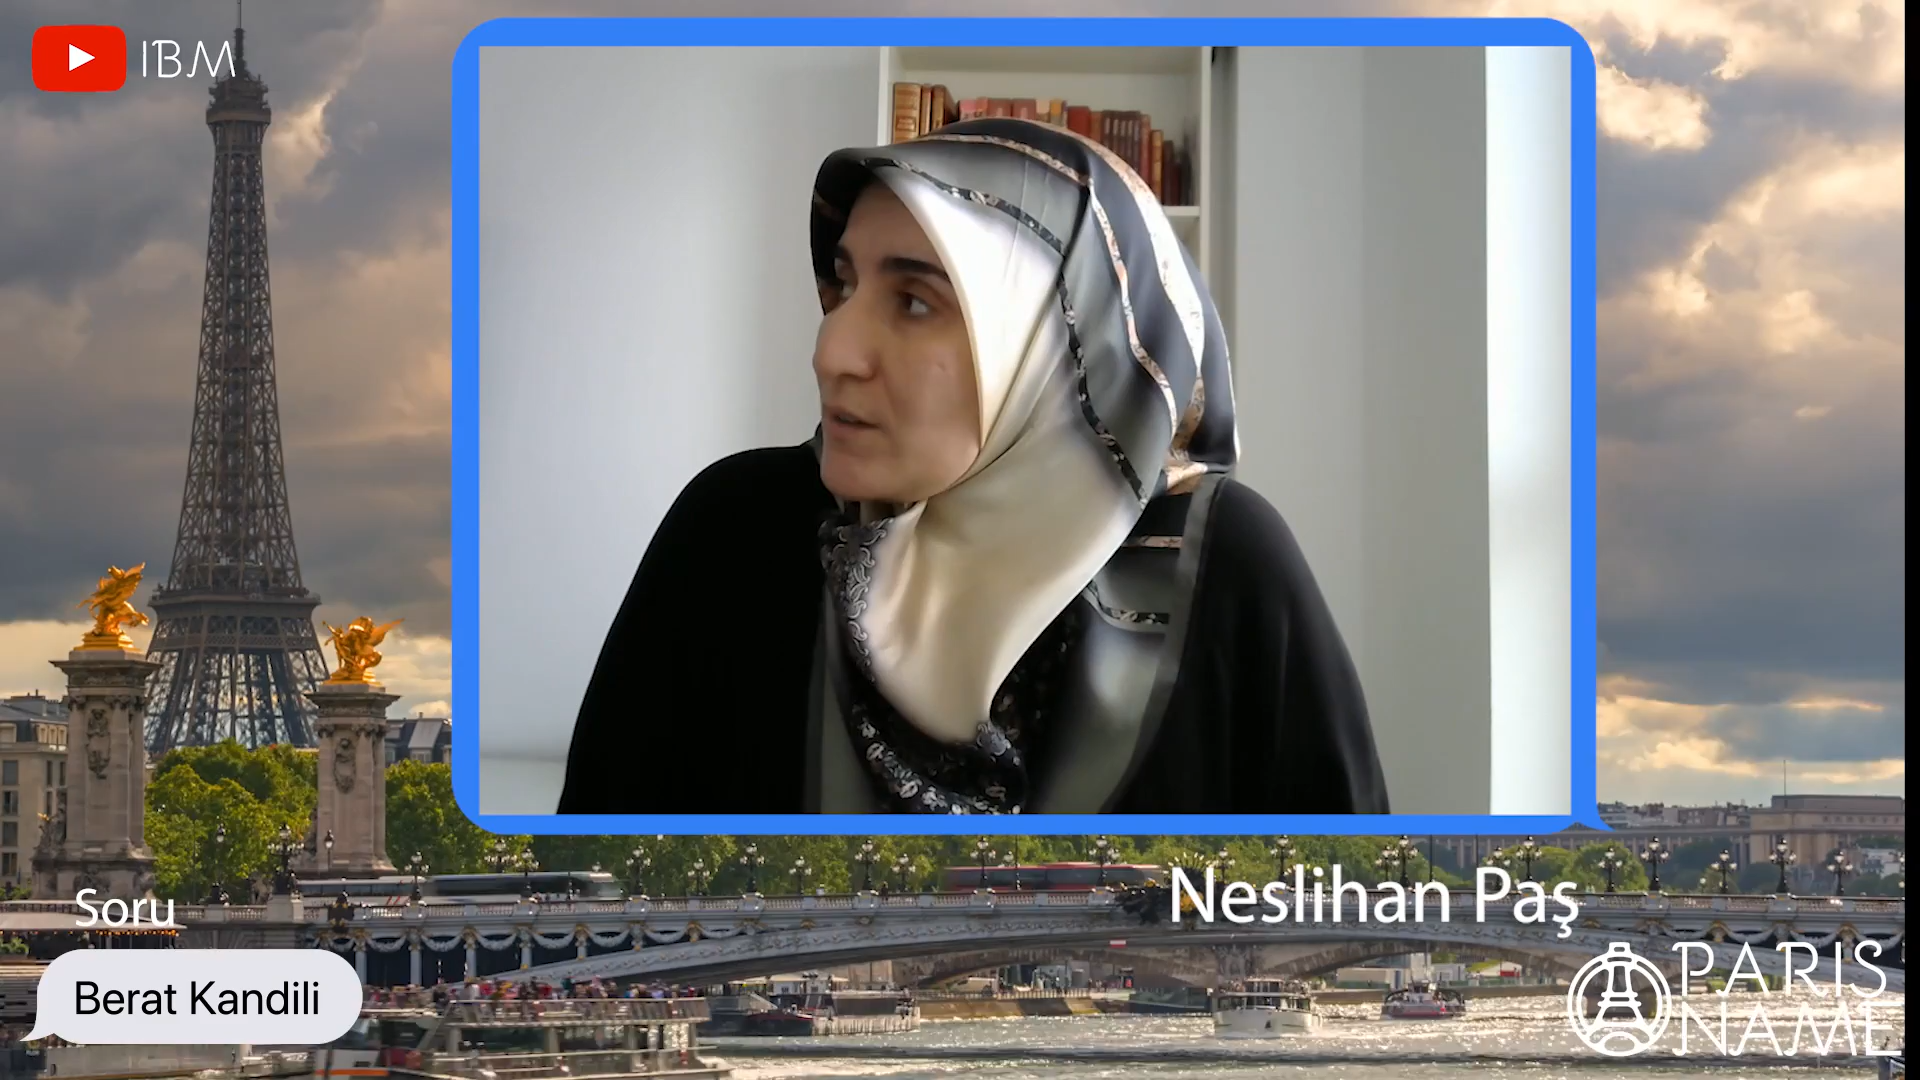 IBM
Neslihan Paş
Soru
Berat Kandili
PARIS
NAME